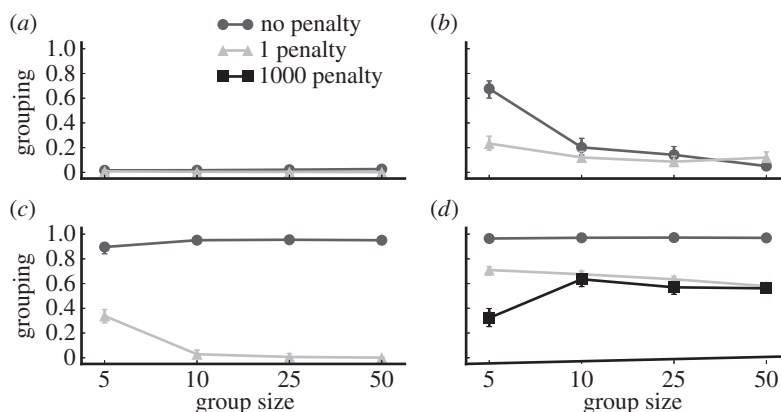 (a)
no penalty
1 penalty
1000 penalty
(b)
1.0
0.8
0.6
0.4
0.2
0
grouping
(c)
(d)
1.0
0.8
0.6
0.4
0.2
0
grouping
5 10 25 50
5 10 25 50
group size
group size